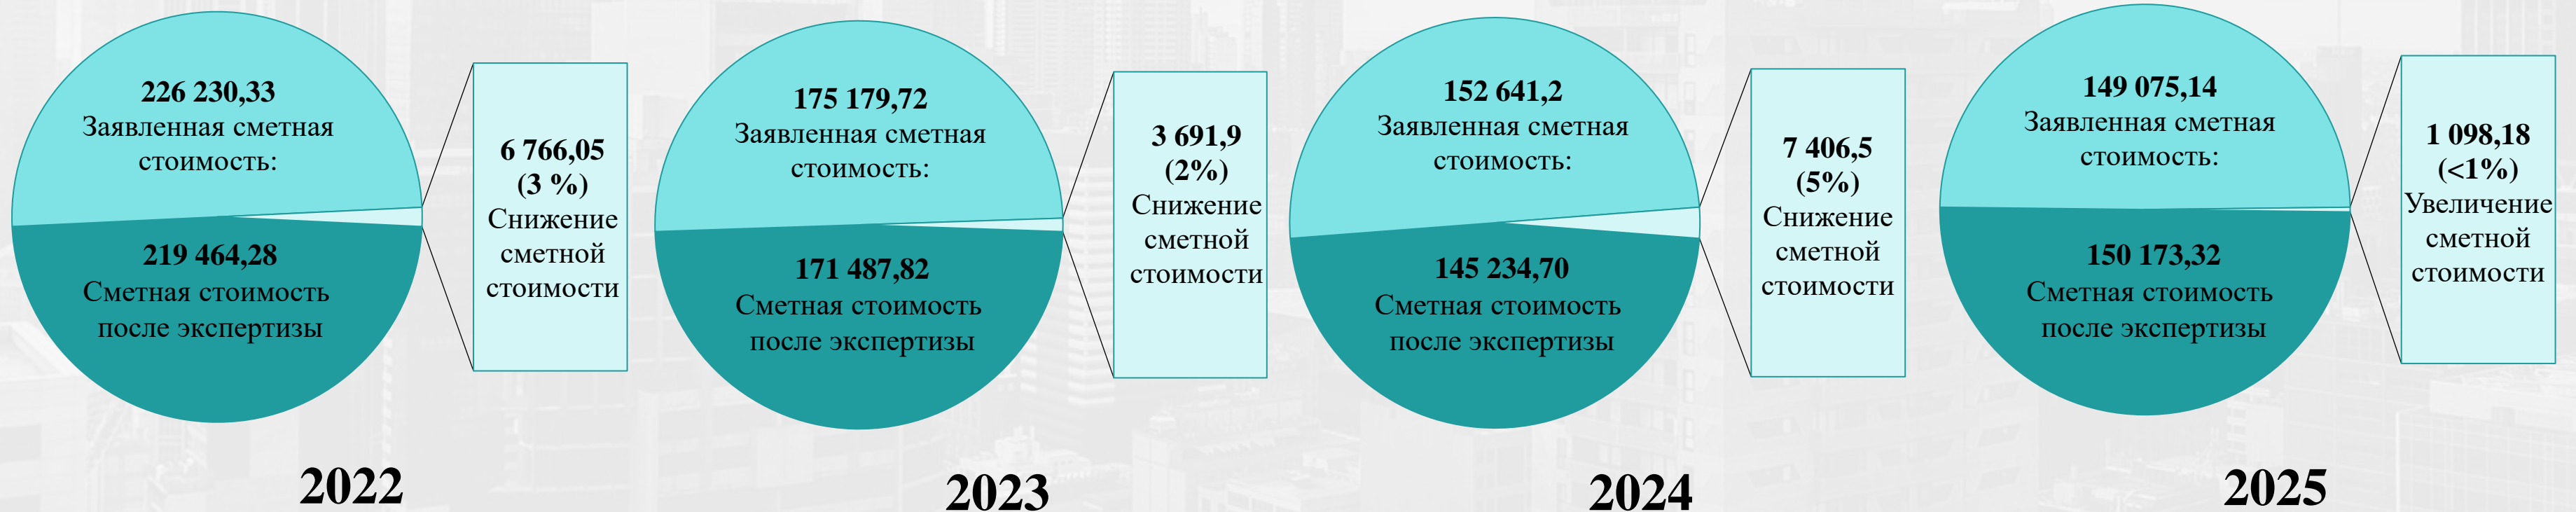 226 230,33
Заявленная сметная
стоимость:
219 464,28
Сметная стоимость
после экспертизы
6 766,05
(3 %)
Снижение
сметной
стоимости
2022
175 179,72
Заявленная сметная
стоимость:
171 487,82
Сметная стоимость
после экспертизы
3 691,9
(2%)
Снижение
сметной
стоимости
2023
152 641,2
Заявленная сметная
стоимость:
145 234,70
Сметная стоимость
после экспертизы
7 406,5
(5%)
Снижение
сметной
стоимости
2024
149 075,14
Заявленная сметная
стоимость:
150 173,32
Сметная стоимость
после экспертизы
1 098,18
(<1%)
Увеличение
сметной
стоимости
2025